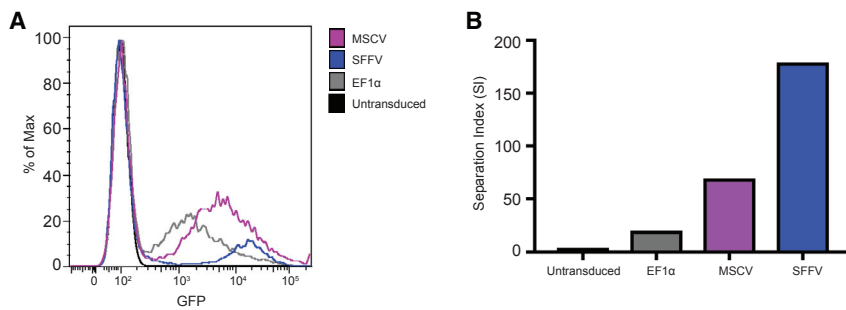 A
% of Max
100
80
60
40
20
0
0 10² 10³ 10⁴ 10⁵
GFP
MSCV
SFFV
EF1α
Untransduced
B
Separation Index (SI)
200
150
100
50
0
Untransduced EF1α MSCV SFFV